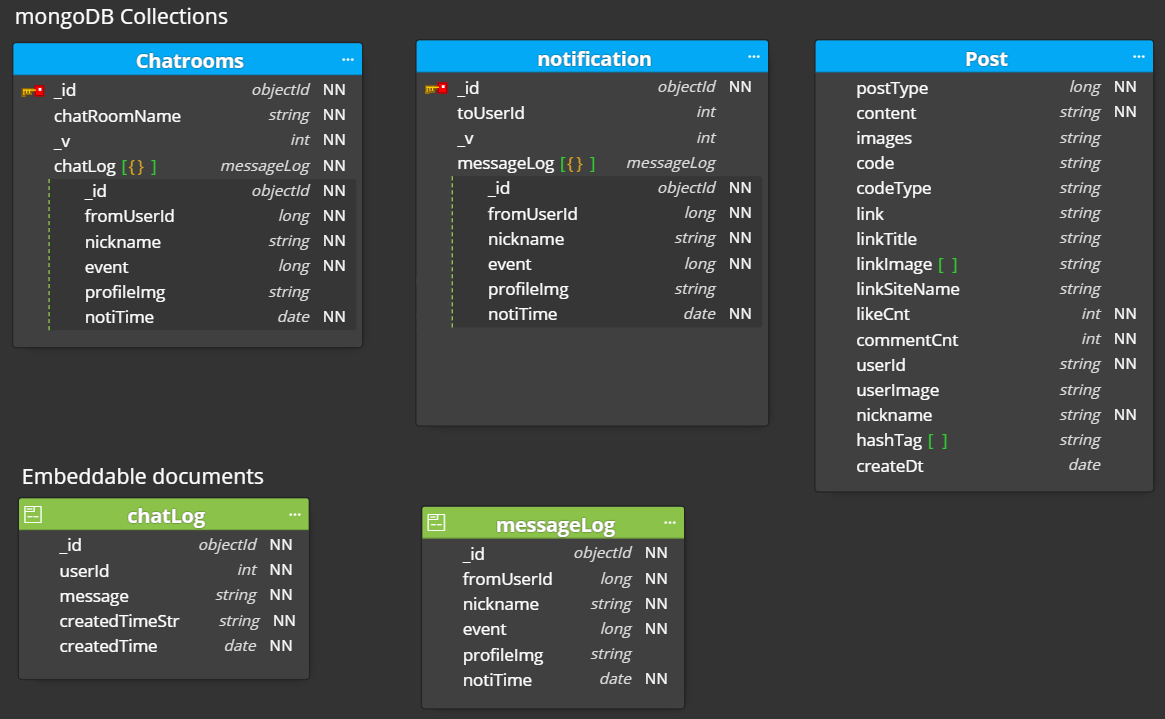 mongoDB Collections
Chatrooms ...
_id objectId NN
chatRoomName string NN
_v int NN
chatLog [{} ] messageLog NN
_id objectId NN
fromUserId long NN
nickname string NN
event long NN
profileImg string
notiTime date NN
notification ...
_id objectId NN
toUserId int
_v int
messageLog [{} ] messageLog
_id objectId NN
fromUserId long NN
nickname string NN
event long NN
profileImg string
notiTime date NN
Post ...
postType long NN
content string NN
images string
code string
codeType string
link string
linkTitle string
linkImage [ ] string
linkSiteName string
likeCnt int NN
commentCnt int NN
userId string NN
userImage string
nickname string NN
hashTag [ ] string
createDt date
Embeddable documents
chatLog ...
_id objectId NN
userId int NN
message string NN
createdTimeStr string NN
createdTime date NN
messageLog ...
_id objectId NN
fromUserId long NN
nickname string NN
event long NN
profileImg string
notiTime date NN